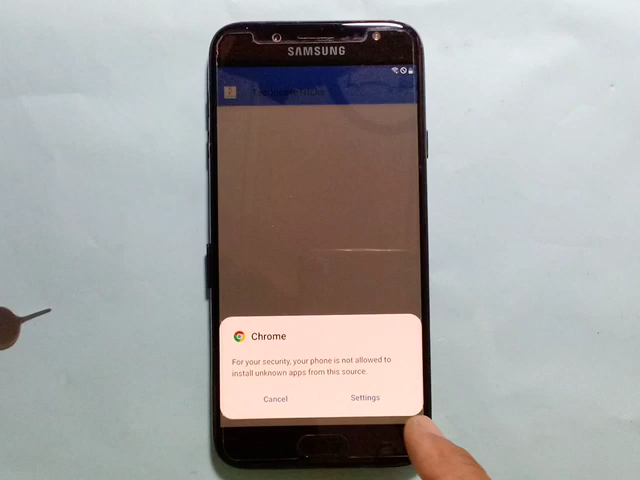 SAMSUNG
Chrome
For your security, your phone is not allowed to
install unknown apps from this source.
Cancel
Settings